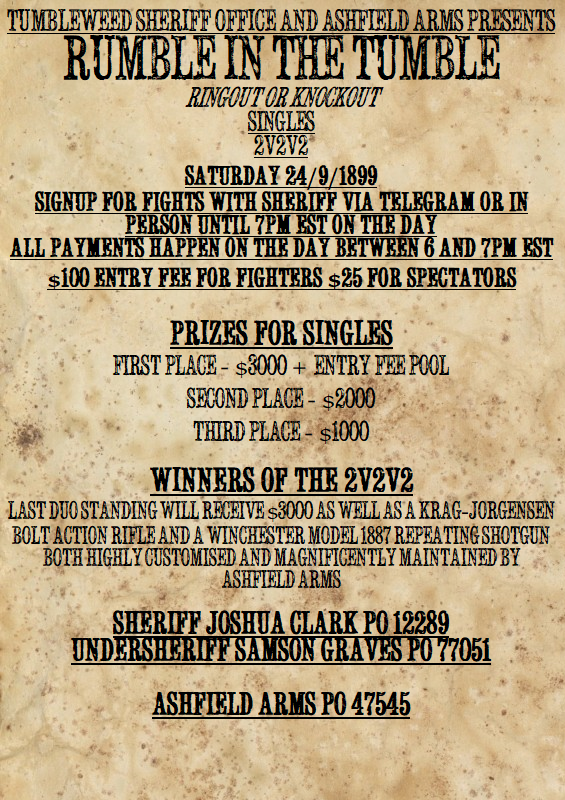 TUMBLEWEED SHERIFF OFFICE AND ASHFIELD ARMS PRESENTS
RUMBLE IN THE TUMBLE
RINGOUT OR KNOCKOUT
SINGLES
2V2V2
SATURDAY 24/9/1899
SIGNUP FOR FIGHTS WITH SHERIFF VIA TELEGRAM OR IN
PERSON UNTIL 7PM EST ON THE DAY
ALL PAYMENTS HAPPEN ON THE DAY BETWEEN 6 AND 7PM EST
$100 ENTRY FEE FOR FIGHTERS $25 FOR SPECTATORS
PRIZES FOR SINGLES
FIRST PLACE - $3000 + ENTRY FEE POOL
SECOND PLACE - $2000
THIRD PLACE - $1000
WINNERS OF THE 2V2V2
LAST DUO STANDING WILL RECEIVE $3000 AS WELL AS A KRAG-JORGENSEN
BOLT ACTION RIFLE AND A WINCHESTER MODEL 1887 REPEATING SHOTGUN
BOTH HIGHLY CUSTOMISED AND MAGNIFICENTLY MAINTAINED BY
ASHFIELD ARMS
SHERIFF JOSHUA CLARK PO 12289
UNDERSHERIFF SAMSON GRAVES PO 77051
ASHFIELD ARMS PO 47545